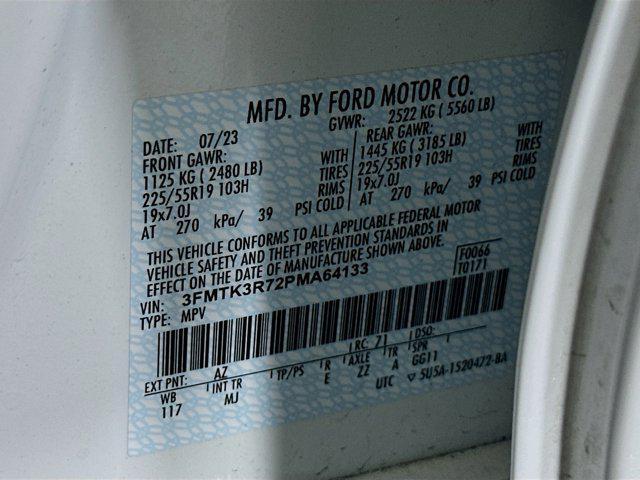 MFD. BY FORD MOTOR CO.
DATE: 07/23 GVWR: 2522 KG ( 5560 LB)
FRONT GAWR: REAR GAWR:
1125 KG ( 2480 LB) WITH 1445 KG ( 3185 LB) WITH
225/55R19 103H TIRES 225/55R19 103H TIRES
19x7.0J RIMS 19x7.0J RIMS
AT 270 kPa/ 39 PSI COLD AT 270 kPa/ 39 PSI COLD
THIS VEHICLE CONFORMS TO ALL APPLICABLE FEDERAL MOTOR
VEHICLE SAFETY AND THEFT PREVENTION STANDARDS IN
EFFECT ON THE DATE OF MANUFACTURE SHOWN ABOVE.
VIN: 3FMTK3R72PMA64133 F0066
TYPE: MPV T0171
EXT PNT: AZ RC: 71 DSO:
WB INT TR TP/PS R AXLE TR SPR
117 MJ E ZZ A GG11
UTC ▽ 5U5A-1520472-BA